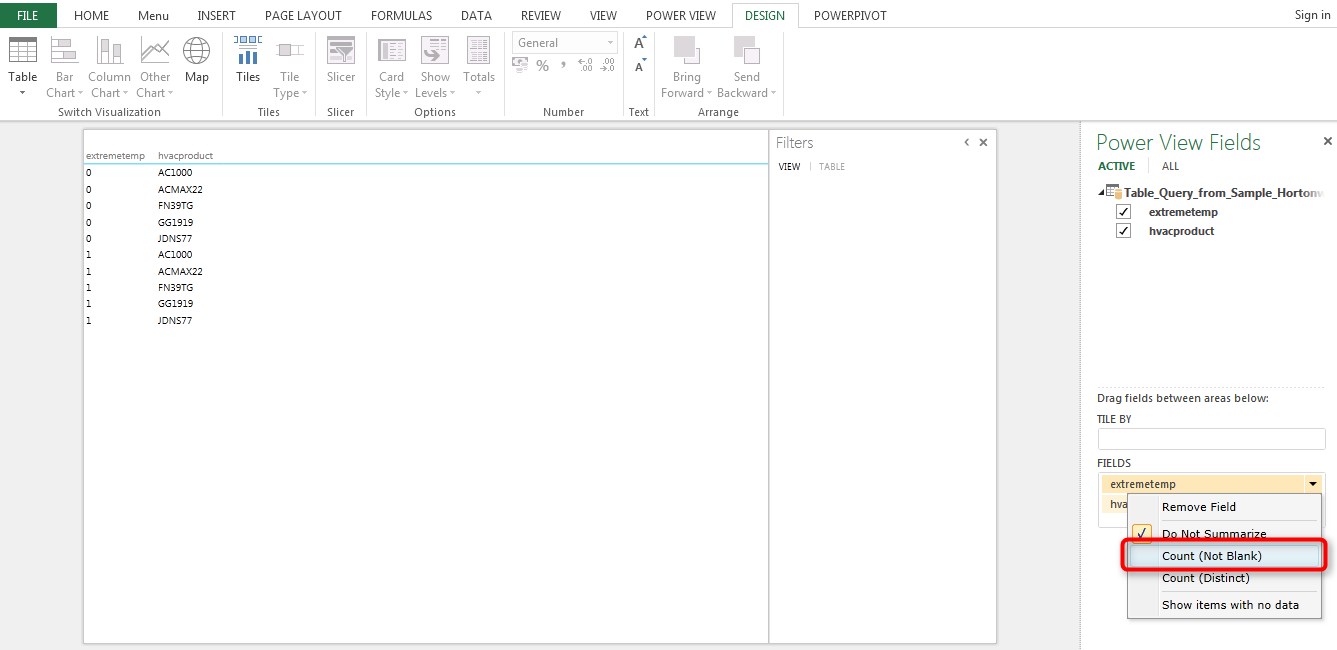 FILE HOME Menu INSERT PAGE LAYOUT FORMULAS DATA REVIEW VIEW POWER VIEW DESIGN POWERPIVOT Sign in
General
A
% , .00 .00
A
Table Bar Column Other Map Tiles Tile Slicer Card Show Totals Bring Send
Chart Chart Chart Type Style Levels Forward Backward
Switch Visualization Tiles Slicer Options Number Text Arrange
extremetemp hvacproduct
0 AC1000
0 ACMAX22
0 FN39TG
0 GG1919
0 JDNS77
1 AC1000
1 ACMAX22
1 FN39TG
1 GG1919
1 JDNS77
Filters
VIEW TABLE
Power View Fields
ACTIVE ALL
Table_Query_from_Sample_Horton
extremetemp
hvacproduct
Drag fields between areas below:
TILE BY
FIELDS
extremetemp
hva
Remove Field
Do Not Summarize
Count (Not Blank)
Count (Distinct)
Show items with no data